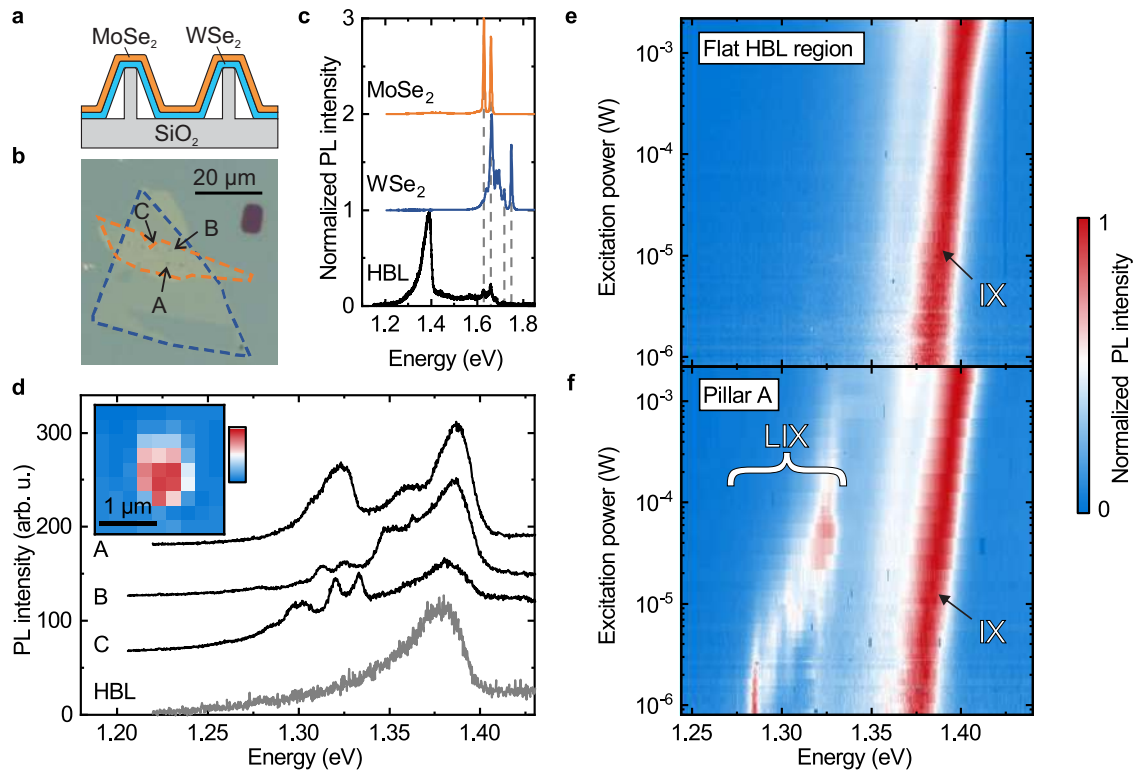 a
MoSe₂ WSe₂
SiO₂
b
20 µm
C
B
A
c
Normalized PL intensity
3
2
1
0
MoSe₂
WSe₂
HBL
1.2 1.4 1.6 1.8
Energy (eV)
d
PL intensity (arb. u.)
300
200
100
0
1 µm
A
B
C
HBL
1.20 1.25 1.30 1.35 1.40
Energy (eV)
e
Flat HBL region
Excitation power (W)
10⁻³
10⁻⁴
10⁻⁵
10⁻⁶
IX
f
Pillar A
LIX
Excitation power (W)
10⁻³
10⁻⁴
10⁻⁵
10⁻⁶
IX
1.25 1.30 1.35 1.40
Energy (eV)
1
0
Normalized PL intensity